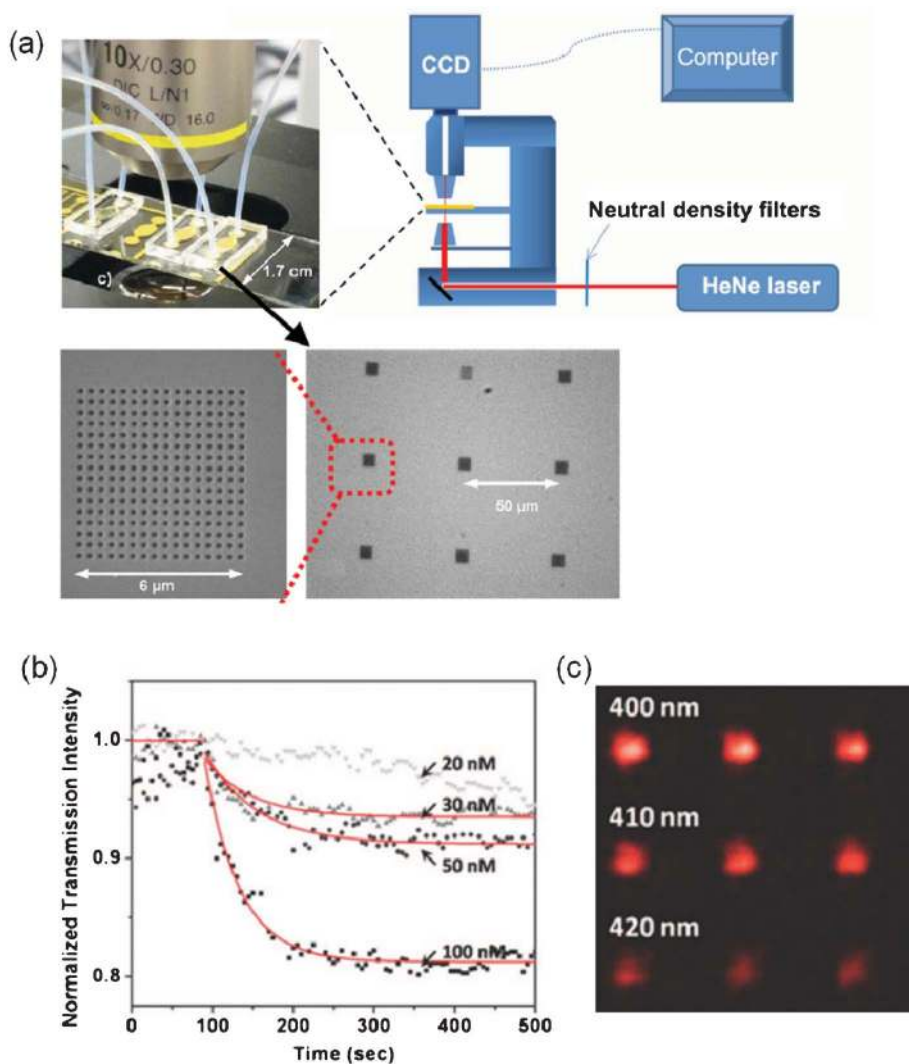 (a)
10X/0.30
DIC L/N1
∞/0.17 W/D 16.0
c)
1.7 cm
CCD
Computer
Neutral density filters
HeNe laser
6 μm
50 μm
(b)
Normalized Transmission Intensity
1.0
0.9
0.8
20 nM
30 nM
50 nM
100 nM
0
100
200
300
400
500
Time (sec)
(c)
400 nm
410 nm
420 nm